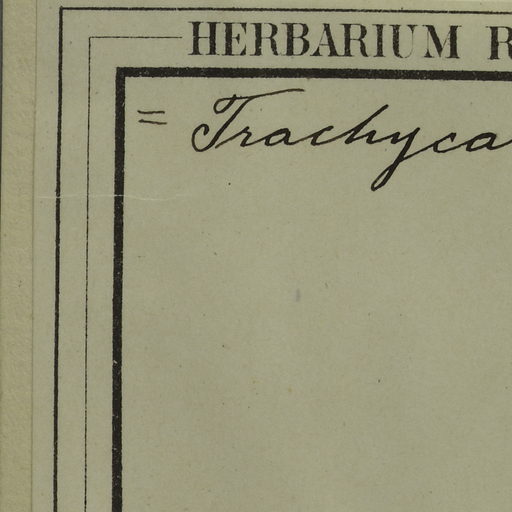 HERBARIUM R
= Trachyca